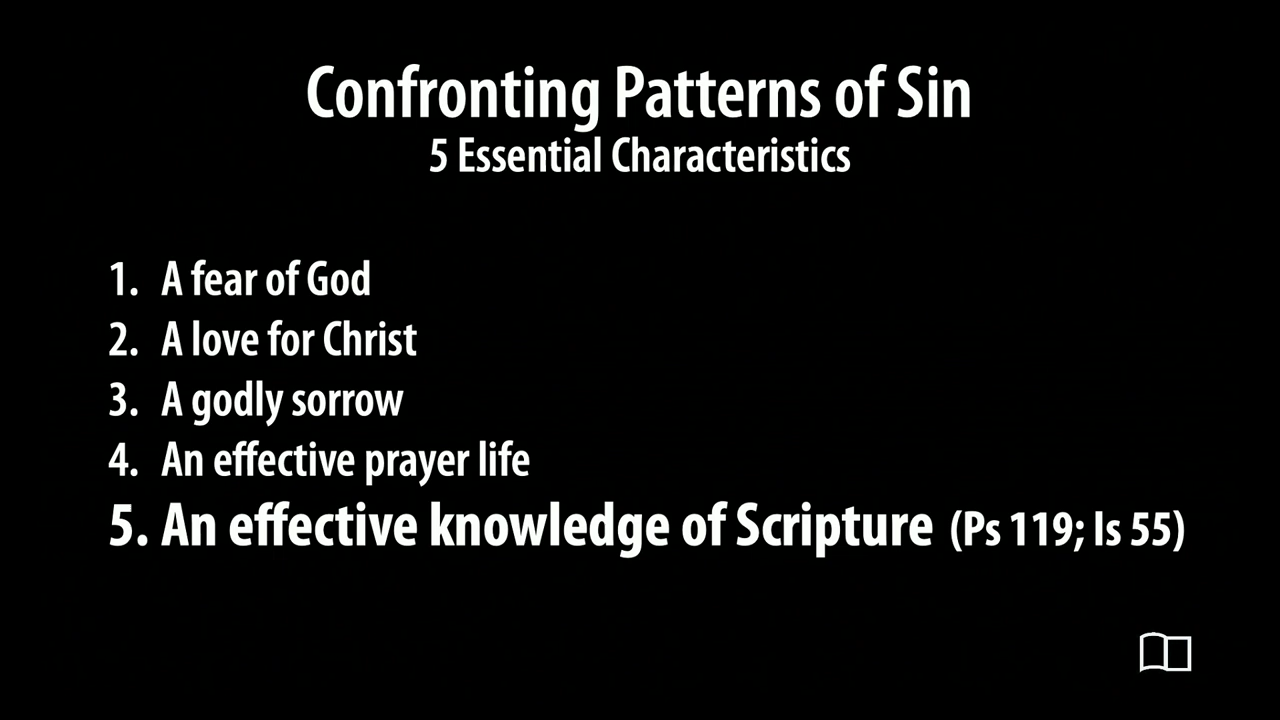 Confronting Patterns of Sin
5 Essential Characteristics
1. A fear of God
2. A love for Christ
3. A godly sorrow
4. An effective prayer life
5. An effective knowledge of Scripture (Ps 119; Is 55)